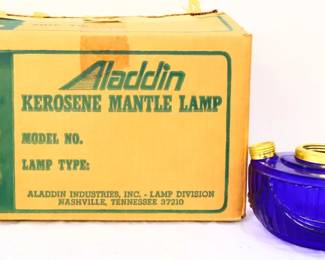 Aladdin
KEROSENE MANTLE LAMP
MODEL NO.
LAMP TYPE:
ALADDIN INDUSTRIES, INC. - LAMP DIVISION
NASHVILLE, TENNESSEE 37210